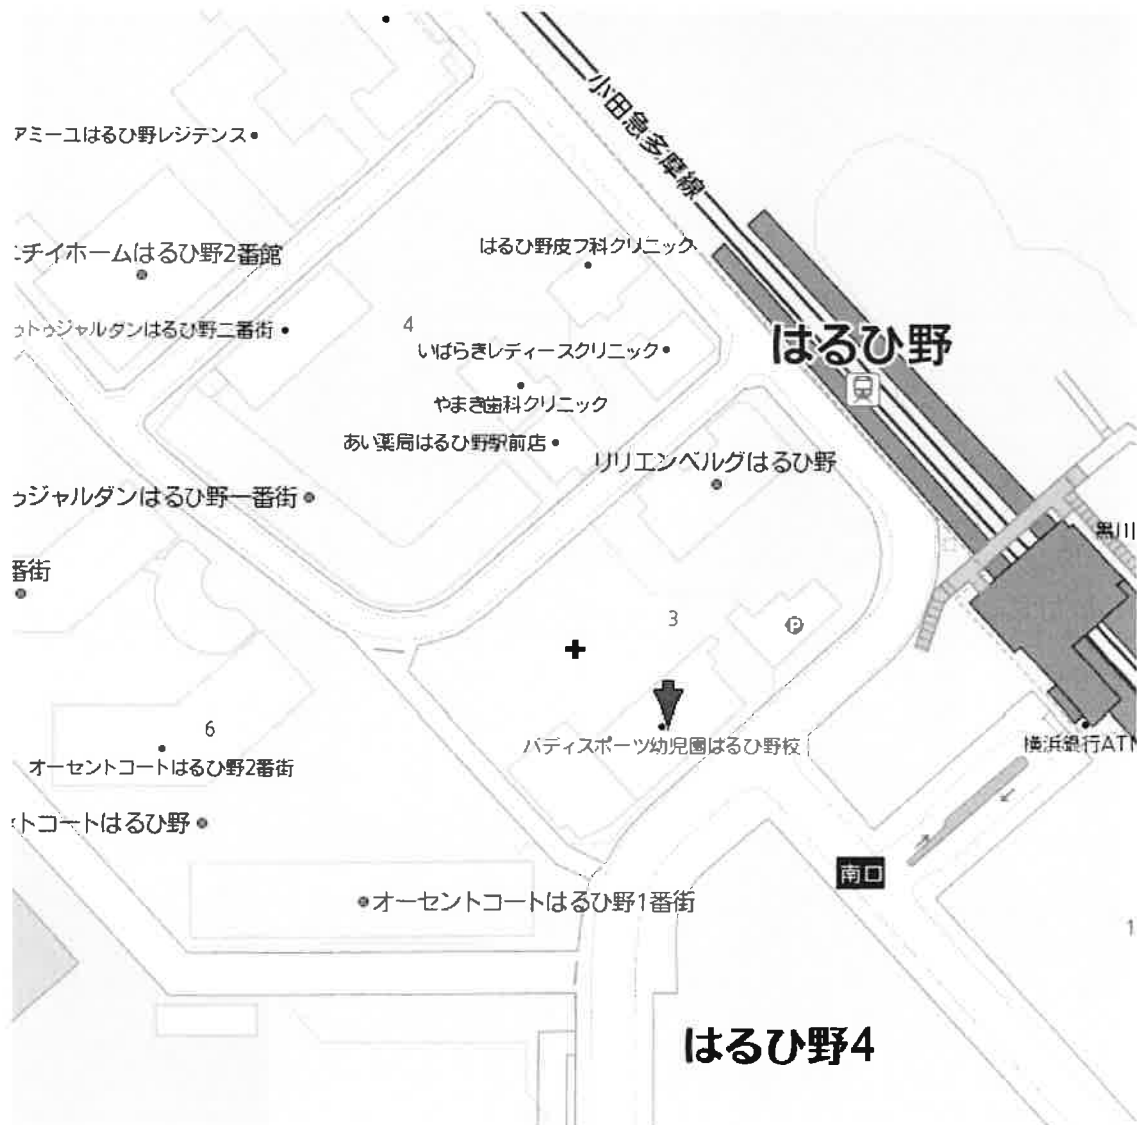 小田急多摩線
アミーユはるひ野レジテンス
はるひ野皮フ科クリニック
チイホームはるひ野2番館
ゥトゥジャルダンはるひ野二番街
4
はるひ野
いばらきレディースクリニック
やまき歯科クリニック
あい薬局はるひ野駅前店
リリエンベルグはるひ野
ゥジャルダンはるひ野一番街
黒川
番街
3
P
6
バディスポーツ幼児園はるひ野校
横浜銀行ATM
オーセントコートはるひ野2番街
トコートはるひ野
南口
オーセントコートはるひ野1番街
1
はるひ野4